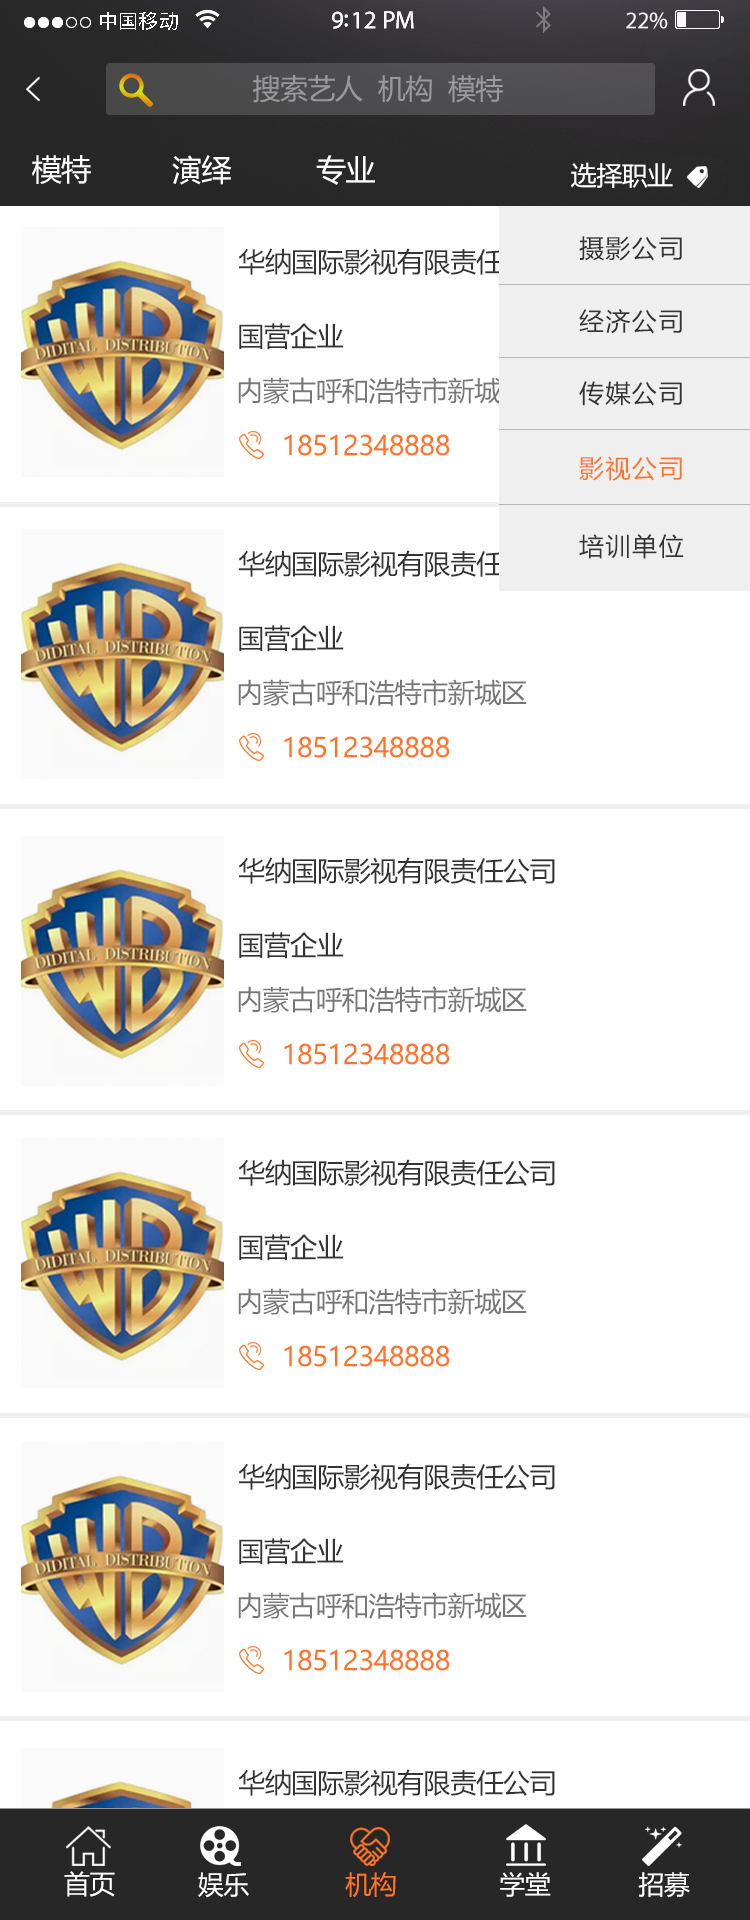 中国移动 9:12 PM 22%
搜索艺人 机构 模特
模特 演绎 专业 选择职业
摄影公司
经济公司
传媒公司
影视公司
培训单位
华纳国际影视有限责任
国营企业
内蒙古呼和浩特市新城
18512348888
WB
DIDITAL DISTRIBUTION
华纳国际影视有限责任
国营企业
内蒙古呼和浩特市新城区
18512348888
WB
DIDITAL DISTRIBUTION
华纳国际影视有限责任公司
国营企业
内蒙古呼和浩特市新城区
18512348888
WB
DIDITAL DISTRIBUTION
华纳国际影视有限责任公司
国营企业
内蒙古呼和浩特市新城区
18512348888
WB
DIDITAL DISTRIBUTION
华纳国际影视有限责任公司
国营企业
内蒙古呼和浩特市新城区
18512348888
WB
DIDITAL DISTRIBUTION
华纳国际影视有限责任公司
首页 娱乐 机构 学堂 招募